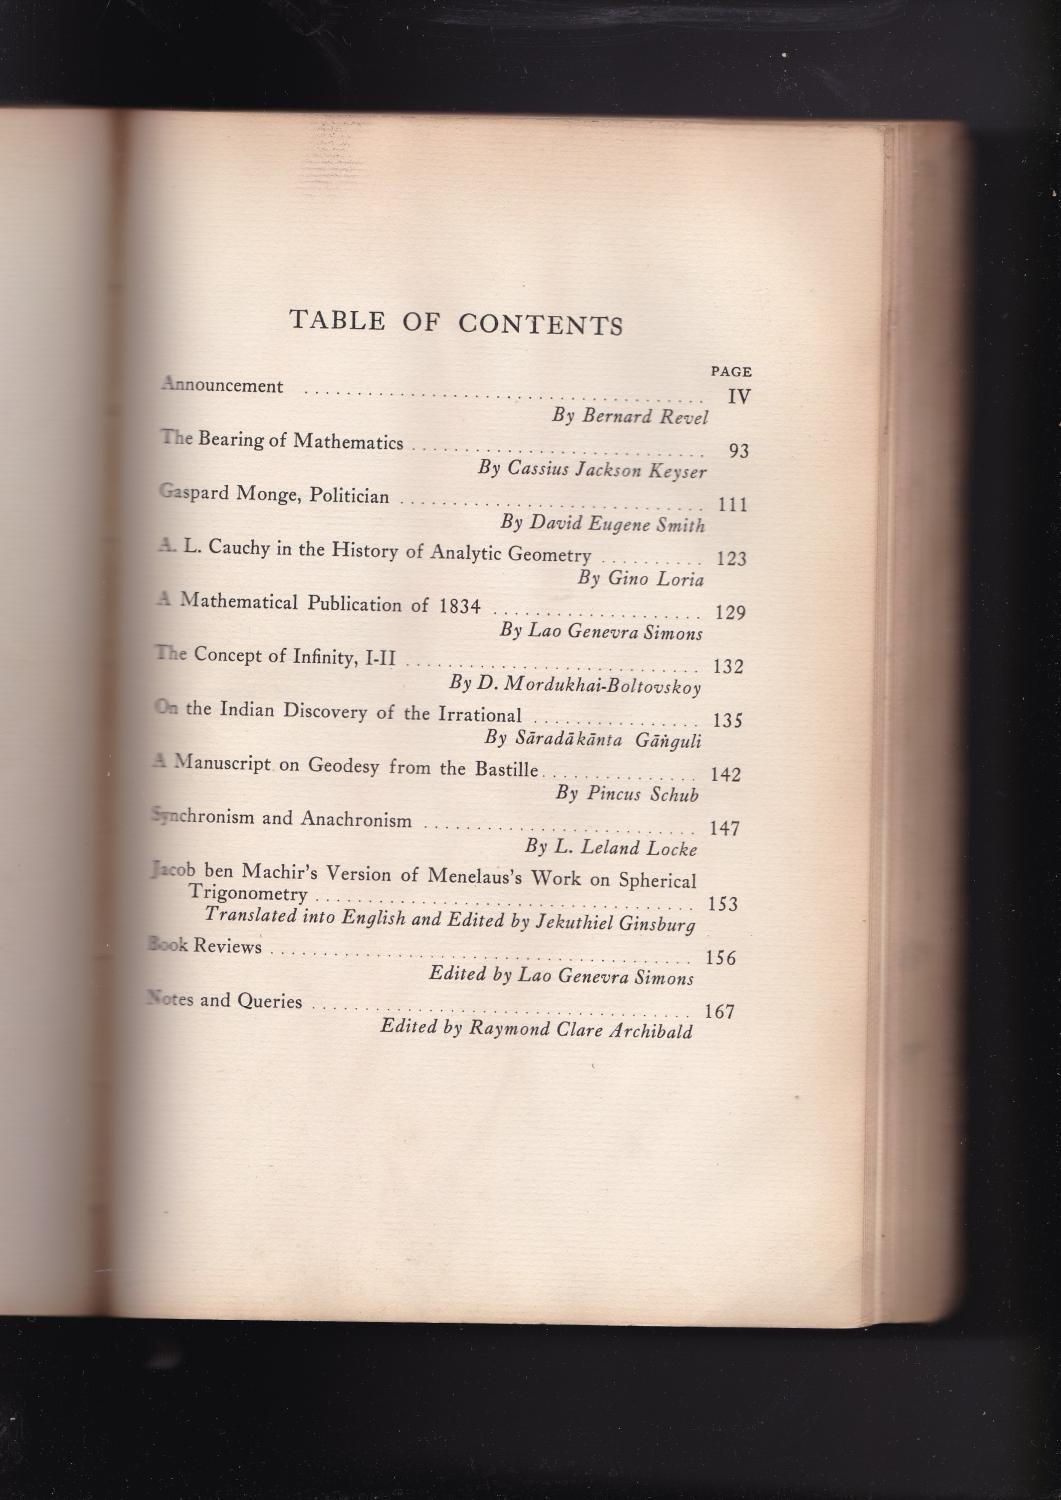 TABLE OF CONTENTS
PAGE
Announcement ..................................... IV
By Bernard Revel
The Bearing of Mathematics ............................ 93
By Cassius Jackson Keyser
Gaspard Monge, Politician ............................. 111
By David Eugene Smith
A. L. Cauchy in the History of Analytic Geometry .......... 123
By Gino Loria
A Mathematical Publication of 1834 .................... 129
By Lao Genevra Simons
The Concept of Infinity, I-II ............................ 132
By D. Mordukhai-Boltovskoy
On the Indian Discovery of the Irrational ................ 135
By Sāradākānta Gāṅguli
A Manuscript on Geodesy from the Bastille............... 142
By Pincus Schub
Synchronism and Anachronism .......................... 147
By L. Leland Locke
Jacob ben Machir's Version of Menelaus's Work on Spherical
Trigonometry .................................... 153
Translated into English and Edited by Jekuthiel Ginsburg
Book Reviews ........................................ 156
Edited by Lao Genevra Simons
Notes and Queries .................................... 167
Edited by Raymond Clare Archibald